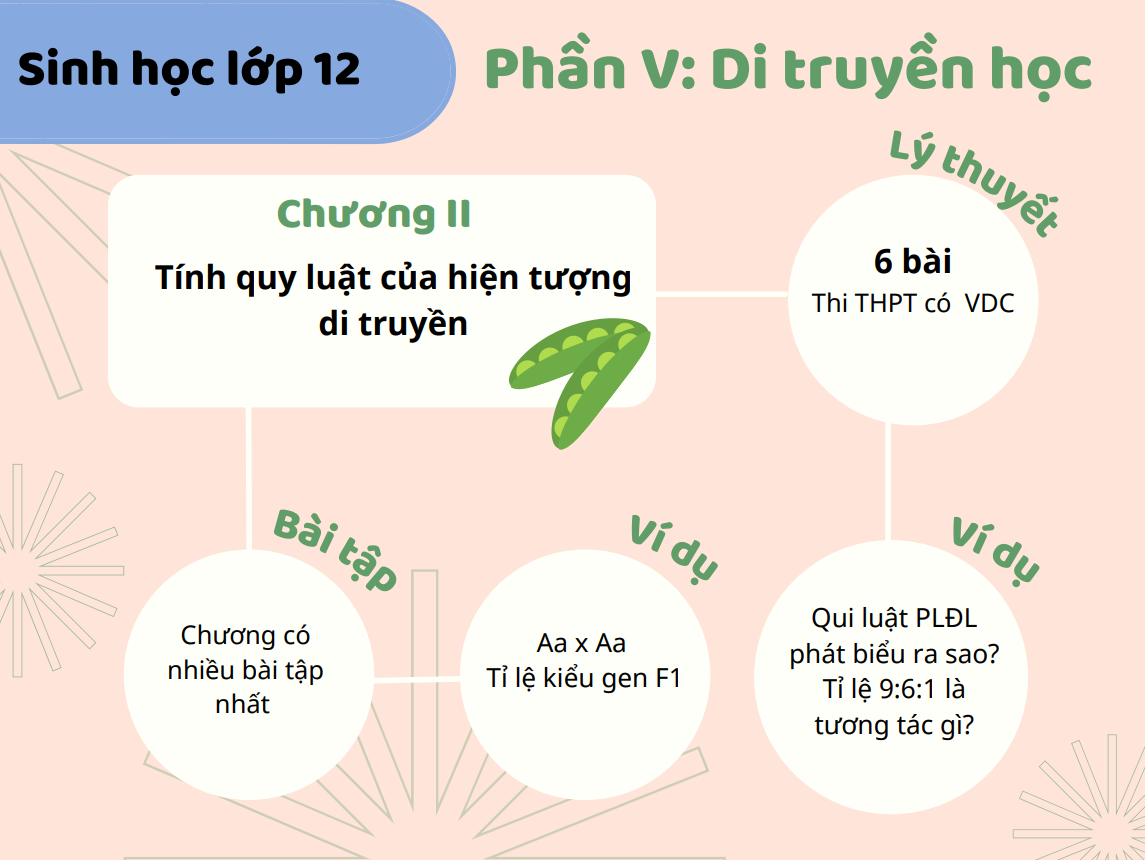 Sinh học lớp 12
Phần V: Di truyền học
Chương II
Tính quy luật của hiện tượng
di truyền
Lý thuyết
6 bài
Thi THPT có  VDC
Bài tập
Chương có
nhiều bài tập
nhất
Ví dụ
Aa x Aa
Tỉ lệ kiểu gen F1
Ví dụ
Qui luật PLĐL
phát biểu ra sao?
Tỉ lệ 9:6:1 là
tương tác gì?